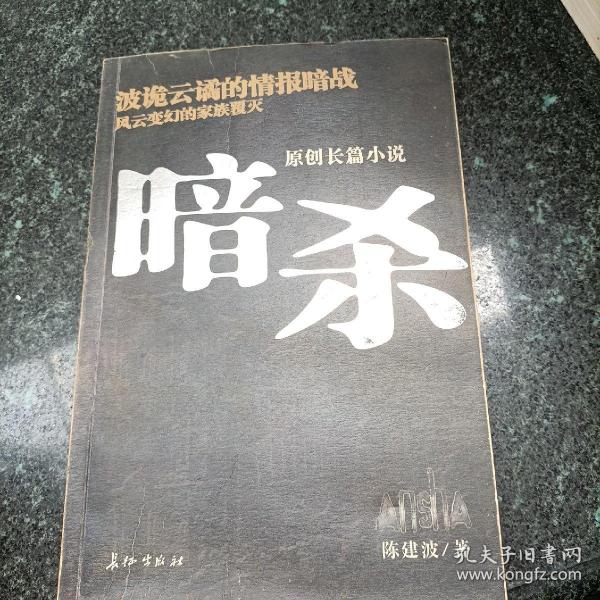 波诡云谲的情报暗战
风云变幻的家族覆灭
原创长篇小说
暗杀
AnshA
陈建波/著
长征出版社
孔夫子旧书网
www.kongfz.com